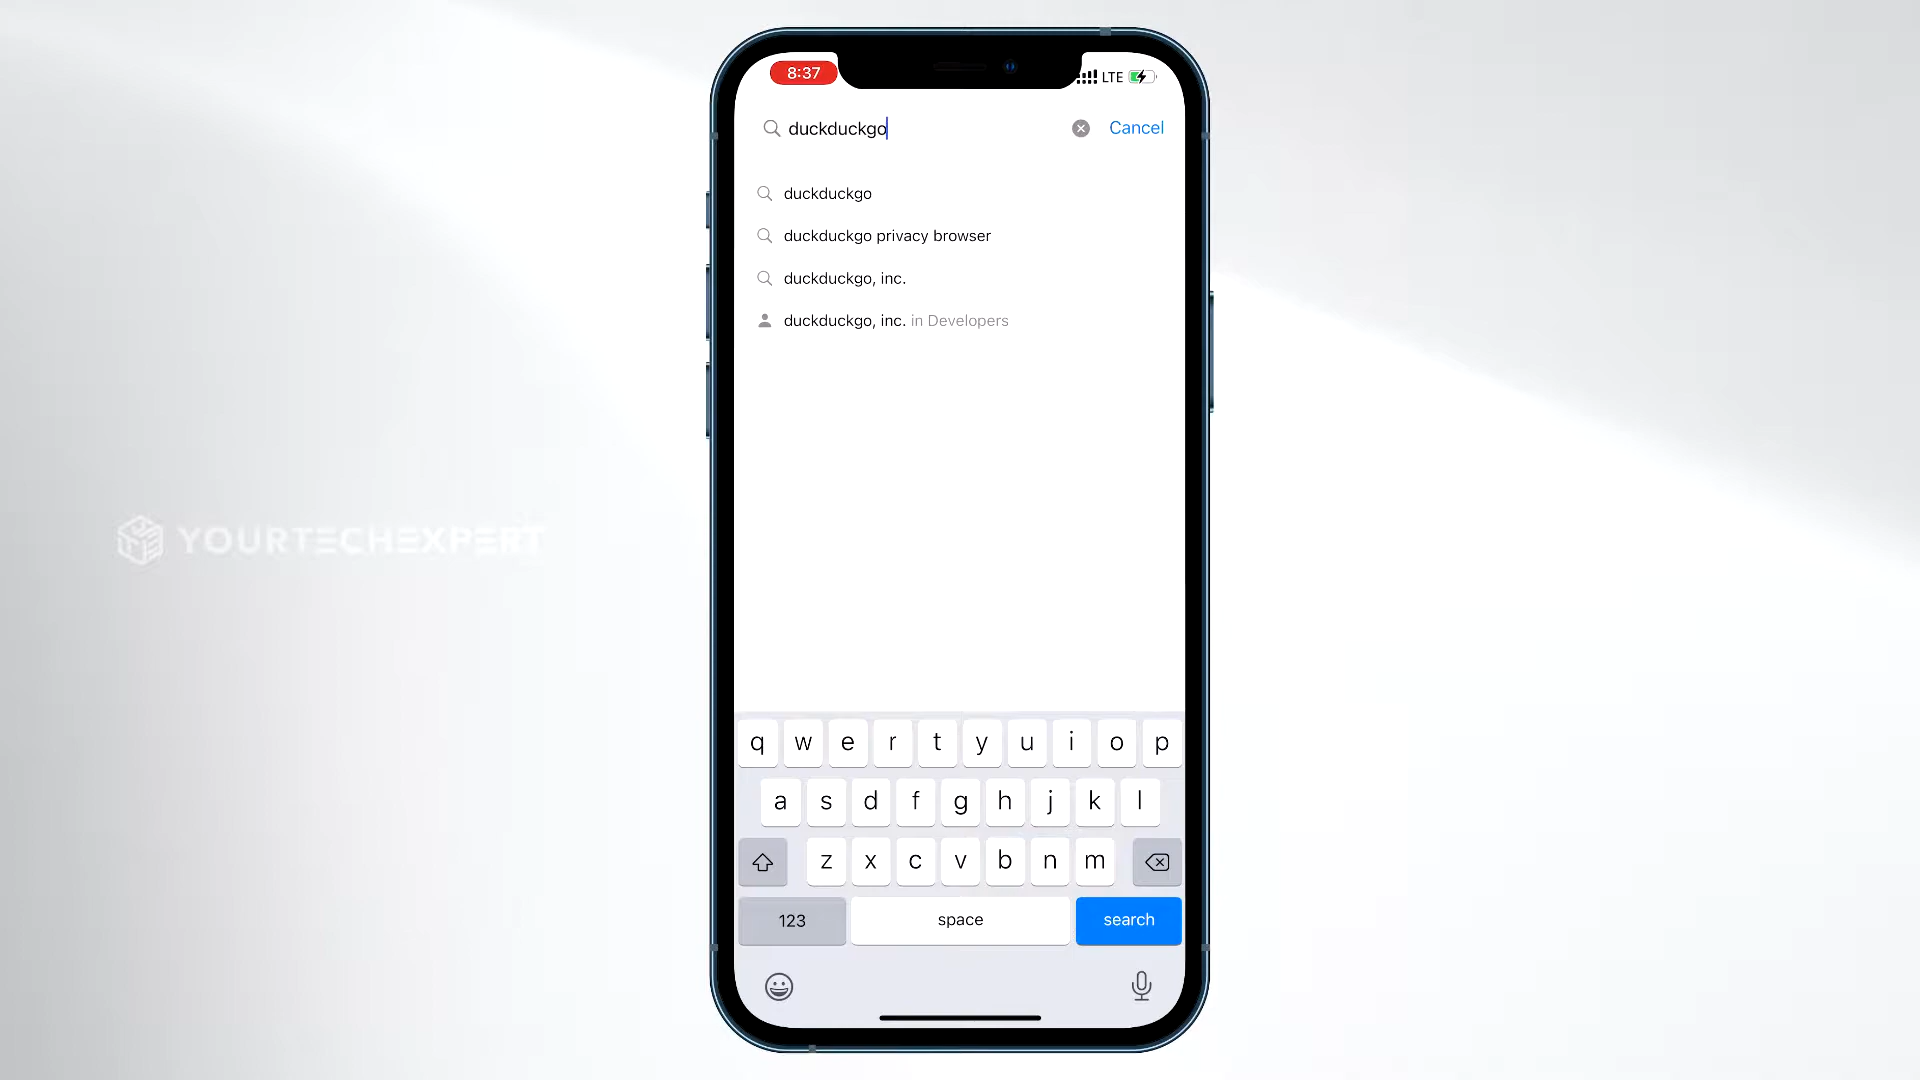 8:37
LTE
duckduckgo
Cancel
duckduckgo
duckduckgo privacy browser
duckduckgo, inc.
duckduckgo, inc. in Developers
YOURTECHEXPERT
q w e r t y u i o p
a s d f g h j k l
z x c v b n m
123 space search